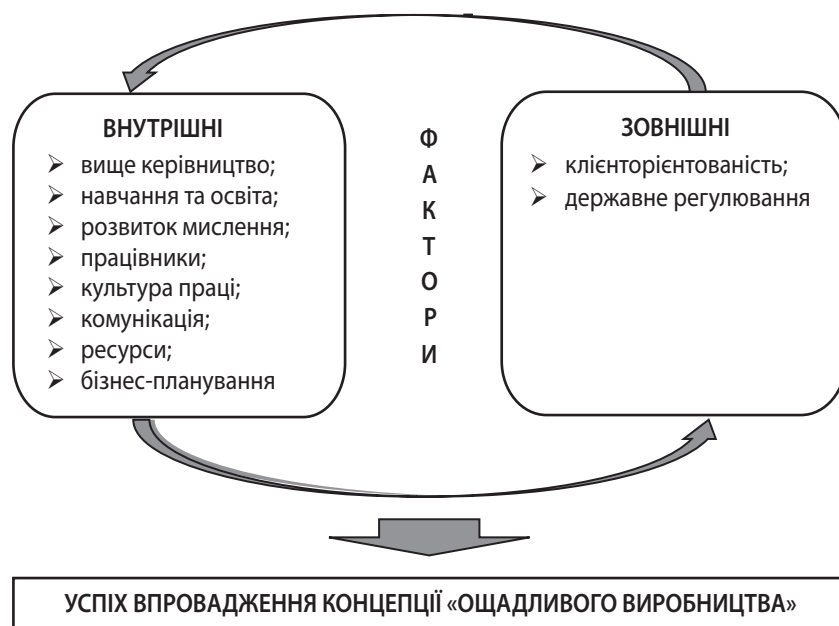 ВНУТРІШНІ
➢ вище керівництво;
➢ навчання та освіта;
➢ розвиток мислення;
➢ працівники;
➢ культура праці;
➢ комунікація;
➢ ресурси;
➢ бізнес-планування
Ф
А
К
Т
О
Р
И
ЗОВНІШНІ
➢ клієнторієнтованість;
➢ державне регулювання
УСПІХ ВПРОВАДЖЕННЯ КОНЦЕПЦІЇ «ОЩАДЛИВОГО ВИРОБНИЦТВА»